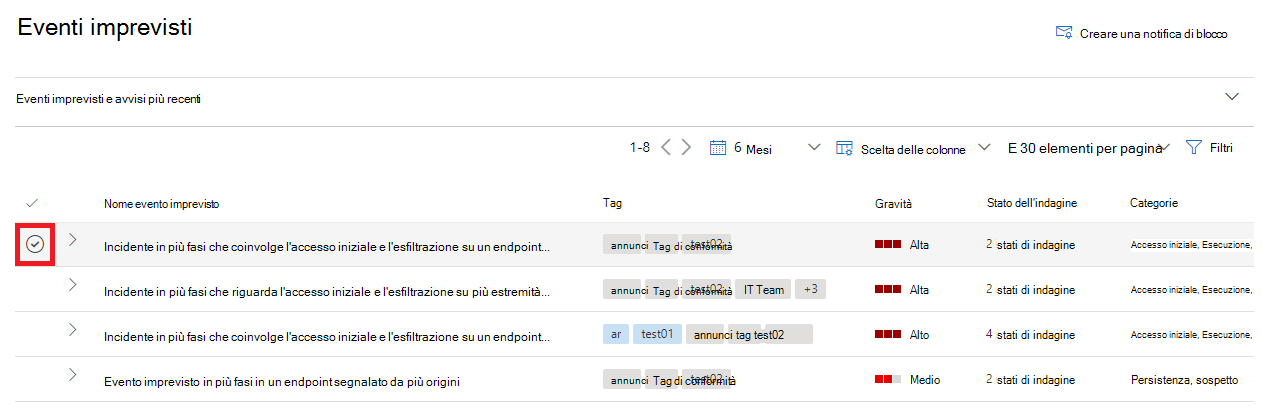 Eventi imprevisti
Creare una notifica di blocco
Eventi imprevisti e avvisi più recenti
1-8 6 Mesi Scelta delle colonne E 30 elementi per pagina Filtri
Nome evento imprevisto Tag Gravità Stato dell'indagine Categorie
Incidente in più fasi che coinvolge l'accesso iniziale e l'esfiltrazione su un endpoint... annunci Tag di conformità test02 Alta 2 stati di indagine Accesso iniziale, Esecuzione,
Incidente in più fasi che riguarda l'accesso iniziale e l'esfiltrazione su più estremità... annunci Tag di conformità test02 IT Team +3 Alta 2 stati di indagine Accesso iniziale, Esecuzione,
Incidente in più fasi che coinvolge l'accesso iniziale e l'esfiltrazione su un endpoint... ar test01 annunci tag test02 Alto 4 stati di indagine Accesso iniziale, Esecuzione,
Evento imprevisto in più fasi in un endpoint segnalato da più origini annunci Tag di conformità test02 Medio 2 stati di indagine Persistenza, sospetto